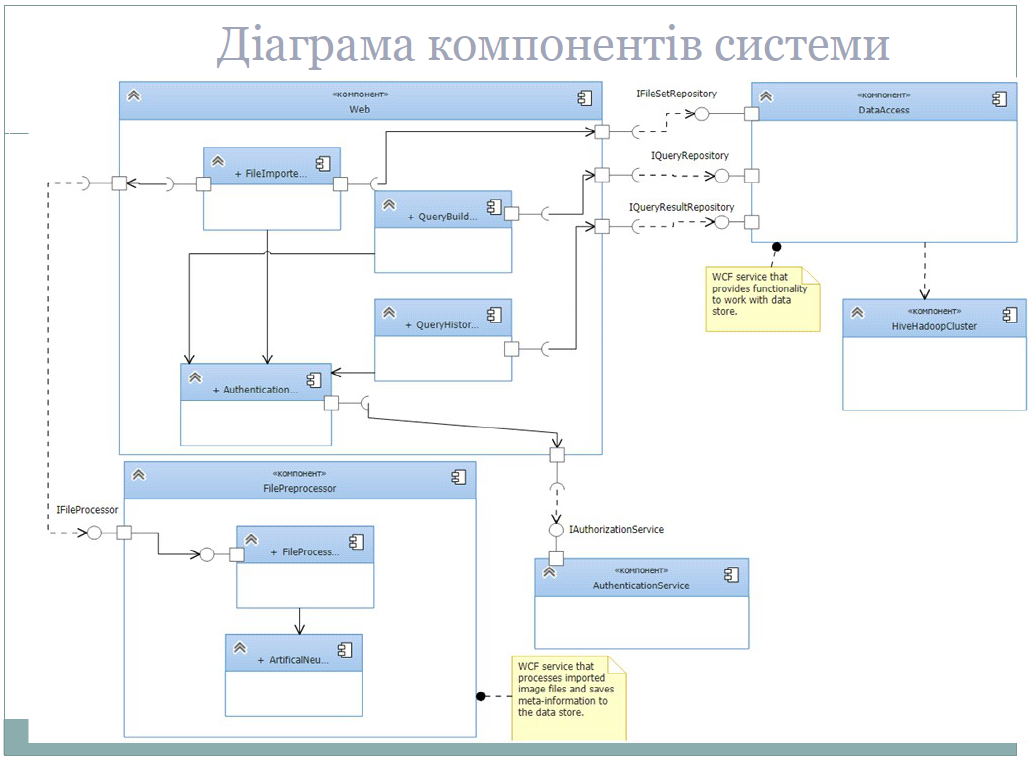 Діаграма компонентів системи
«компонент»
Web
IFileSetRepository
«компонент»
DataAccess
+ FileImporte...
IQueryRepository
+ QueryBuild...
IQueryResultRepository
WCF service that
provides functionality
to work with data
store.
«компонент»
HiveHadoopCluster
+ QueryHistor...
+ Authentication...
«компонент»
FilePreprocessor
IFileProcessor
+ FileProcess...
IAuthorizationService
«компонент»
AuthenticationService
+ ArtificalNeu...
WCF service that
processes imported
image files and saves
meta-information to
the data store.